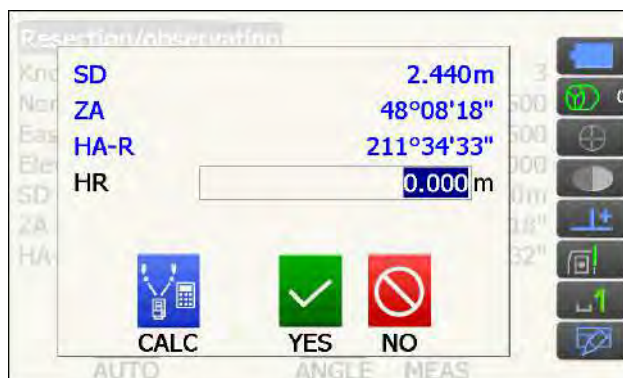 Resection/observation
3
SD 2.440m
ZA 48°08'18"
HA-R 211°34'33"
HR 0.000 m
CALC YES NO
AUTO ANGLE MEAS